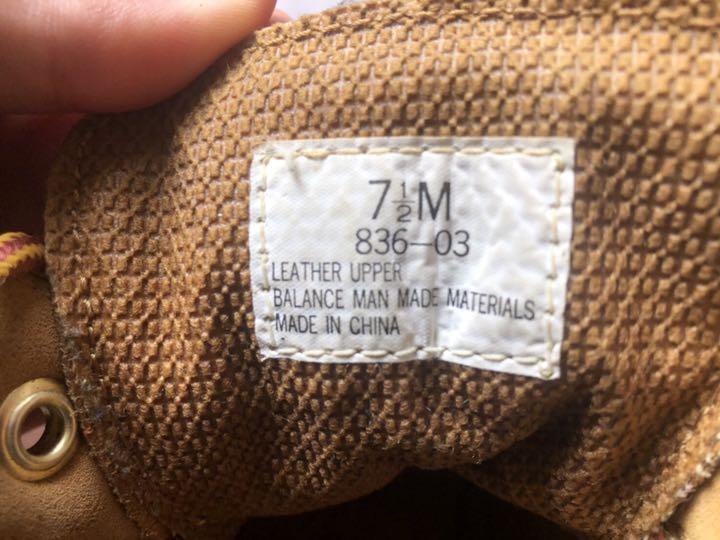 7½M
836-03
LEATHER UPPER
BALANCE MAN MADE MATERIALS
MADE IN CHINA